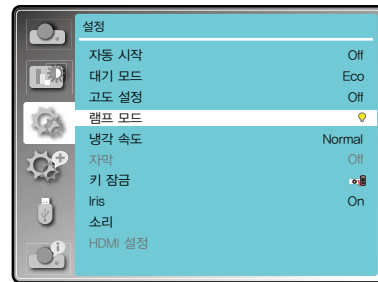 설정
자동 시작 Off
대기 모드 Eco
고도 설정 Off
램프 모드
냉각 속도 Normal
자막 Off
키 잠금
Iris On
소리
HDMI 설정